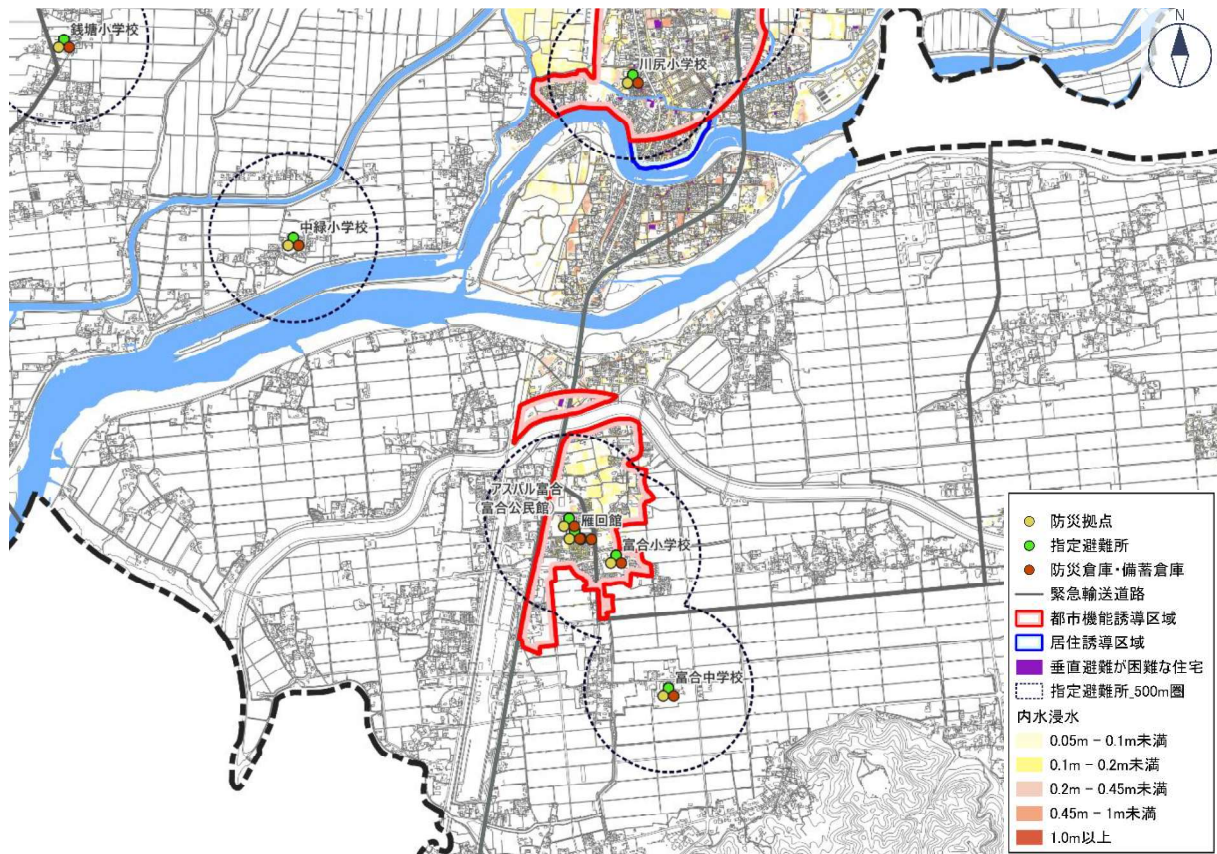 銭塘小学校
川尻小学校
N
中緑小学校
アスパル富合
(富合公民館)
雁回館
富合小学校
富合中学校
防災拠点
指定避難所
防災倉庫・備蓄倉庫
緊急輸送道路
都市機能誘導区域
居住誘導区域
垂直避難が困難な住宅
指定避難所_500m圏
内水浸水
0.05m - 0.1m未満
0.1m - 0.2m未満
0.2m - 0.45m未満
0.45m - 1m未満
1.0m以上